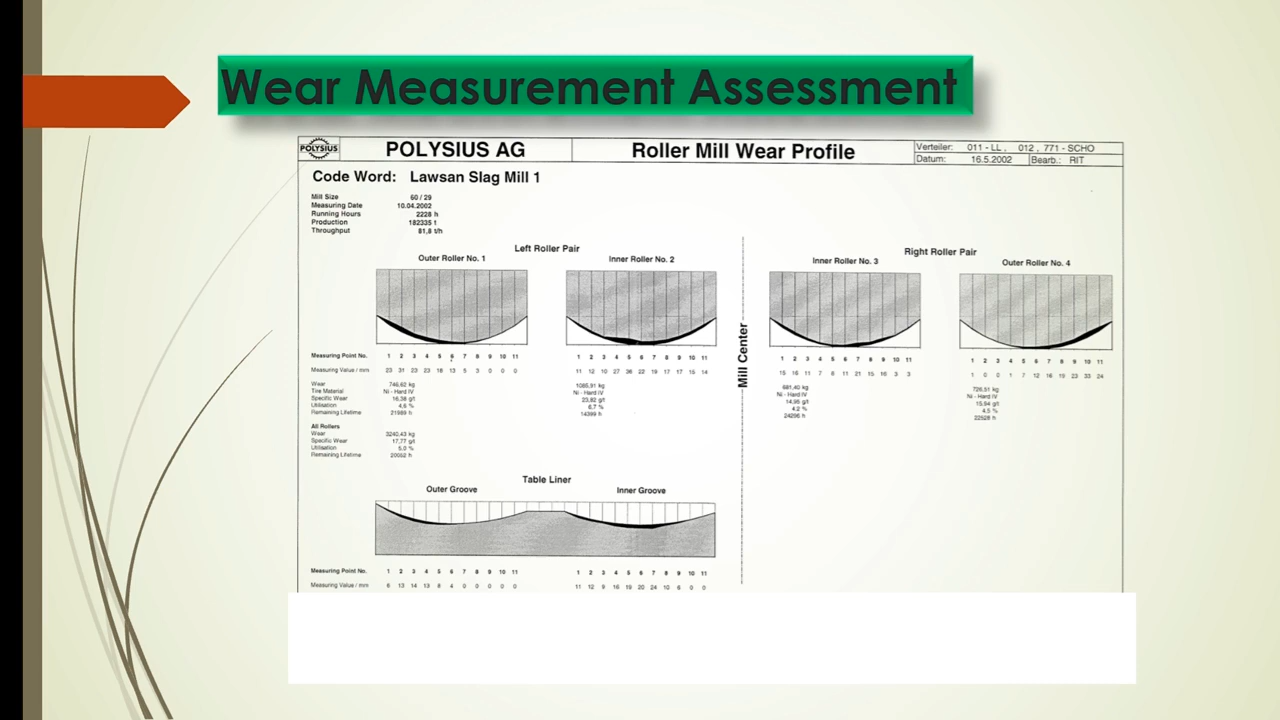 Wear Measurement Assessment
POLYSIUS
POLYSIUS AG
Roller Mill Wear Profile
Verteiler: 011 - LL , 012 , 771 - SCHO
Datum: 16.5.2002 Bearb.: RIT
Code Word: Lawsan Slag Mill 1
Mill Size 60 / 29
Measuring Date 10.04.2002
Running Hours 2228 h
Production 182335 t
Throughput 81,8 t/h
Left Roller Pair
Right Roller Pair
Outer Roller No. 1
Inner Roller No. 2
Inner Roller No. 3
Outer Roller No. 4
Mill Center
Measuring Point No. 1 2 3 4 5 6 7 8 9 10 11
1 2 3 4 5 6 7 8 9 10 11
1 2 3 4 5 6 7 8 9 10 11
1 2 3 4 5 6 7 8 9 10 11
Measuring Value / mm 23 31 23 23 18 13 5 3 0 0 0
11 12 10 27 38 22 19 17 17 15 14
15 16 11 7 8 11 21 15 16 3 3
1 0 0 1 7 12 16 19 23 33 24
Wear 746,62 kg
Tire Material Ni - Hard IV
Specific Wear 16,38 g/t
Utilisation 4,6 %
Remaining Lifetime 21989 h
1085,91 kg
Ni - Hard IV
23,82 g/t
6,7 %
14399 h
681,40 kg
Ni - Hard IV
14,95 g/t
4,2 %
24296 h
726,51 kg
Ni - Hard IV
15,94 g/t
4,5 %
22528 h
All Rollers
Wear 3240,43 kg
Specific Wear 17,77 g/t
Utilisation 5,0 %
Remaining Lifetime 20052 h
Table Liner
Outer Groove
Inner Groove
Measuring Point No. 1 2 3 4 5 6 7 8 9 10 11
1 2 3 4 5 6 7 8 9 10 11
Measuring Value / mm 6 13 14 13 8 4 0 0 0 0 0
11 12 9 16 19 20 24 10 6 0 0